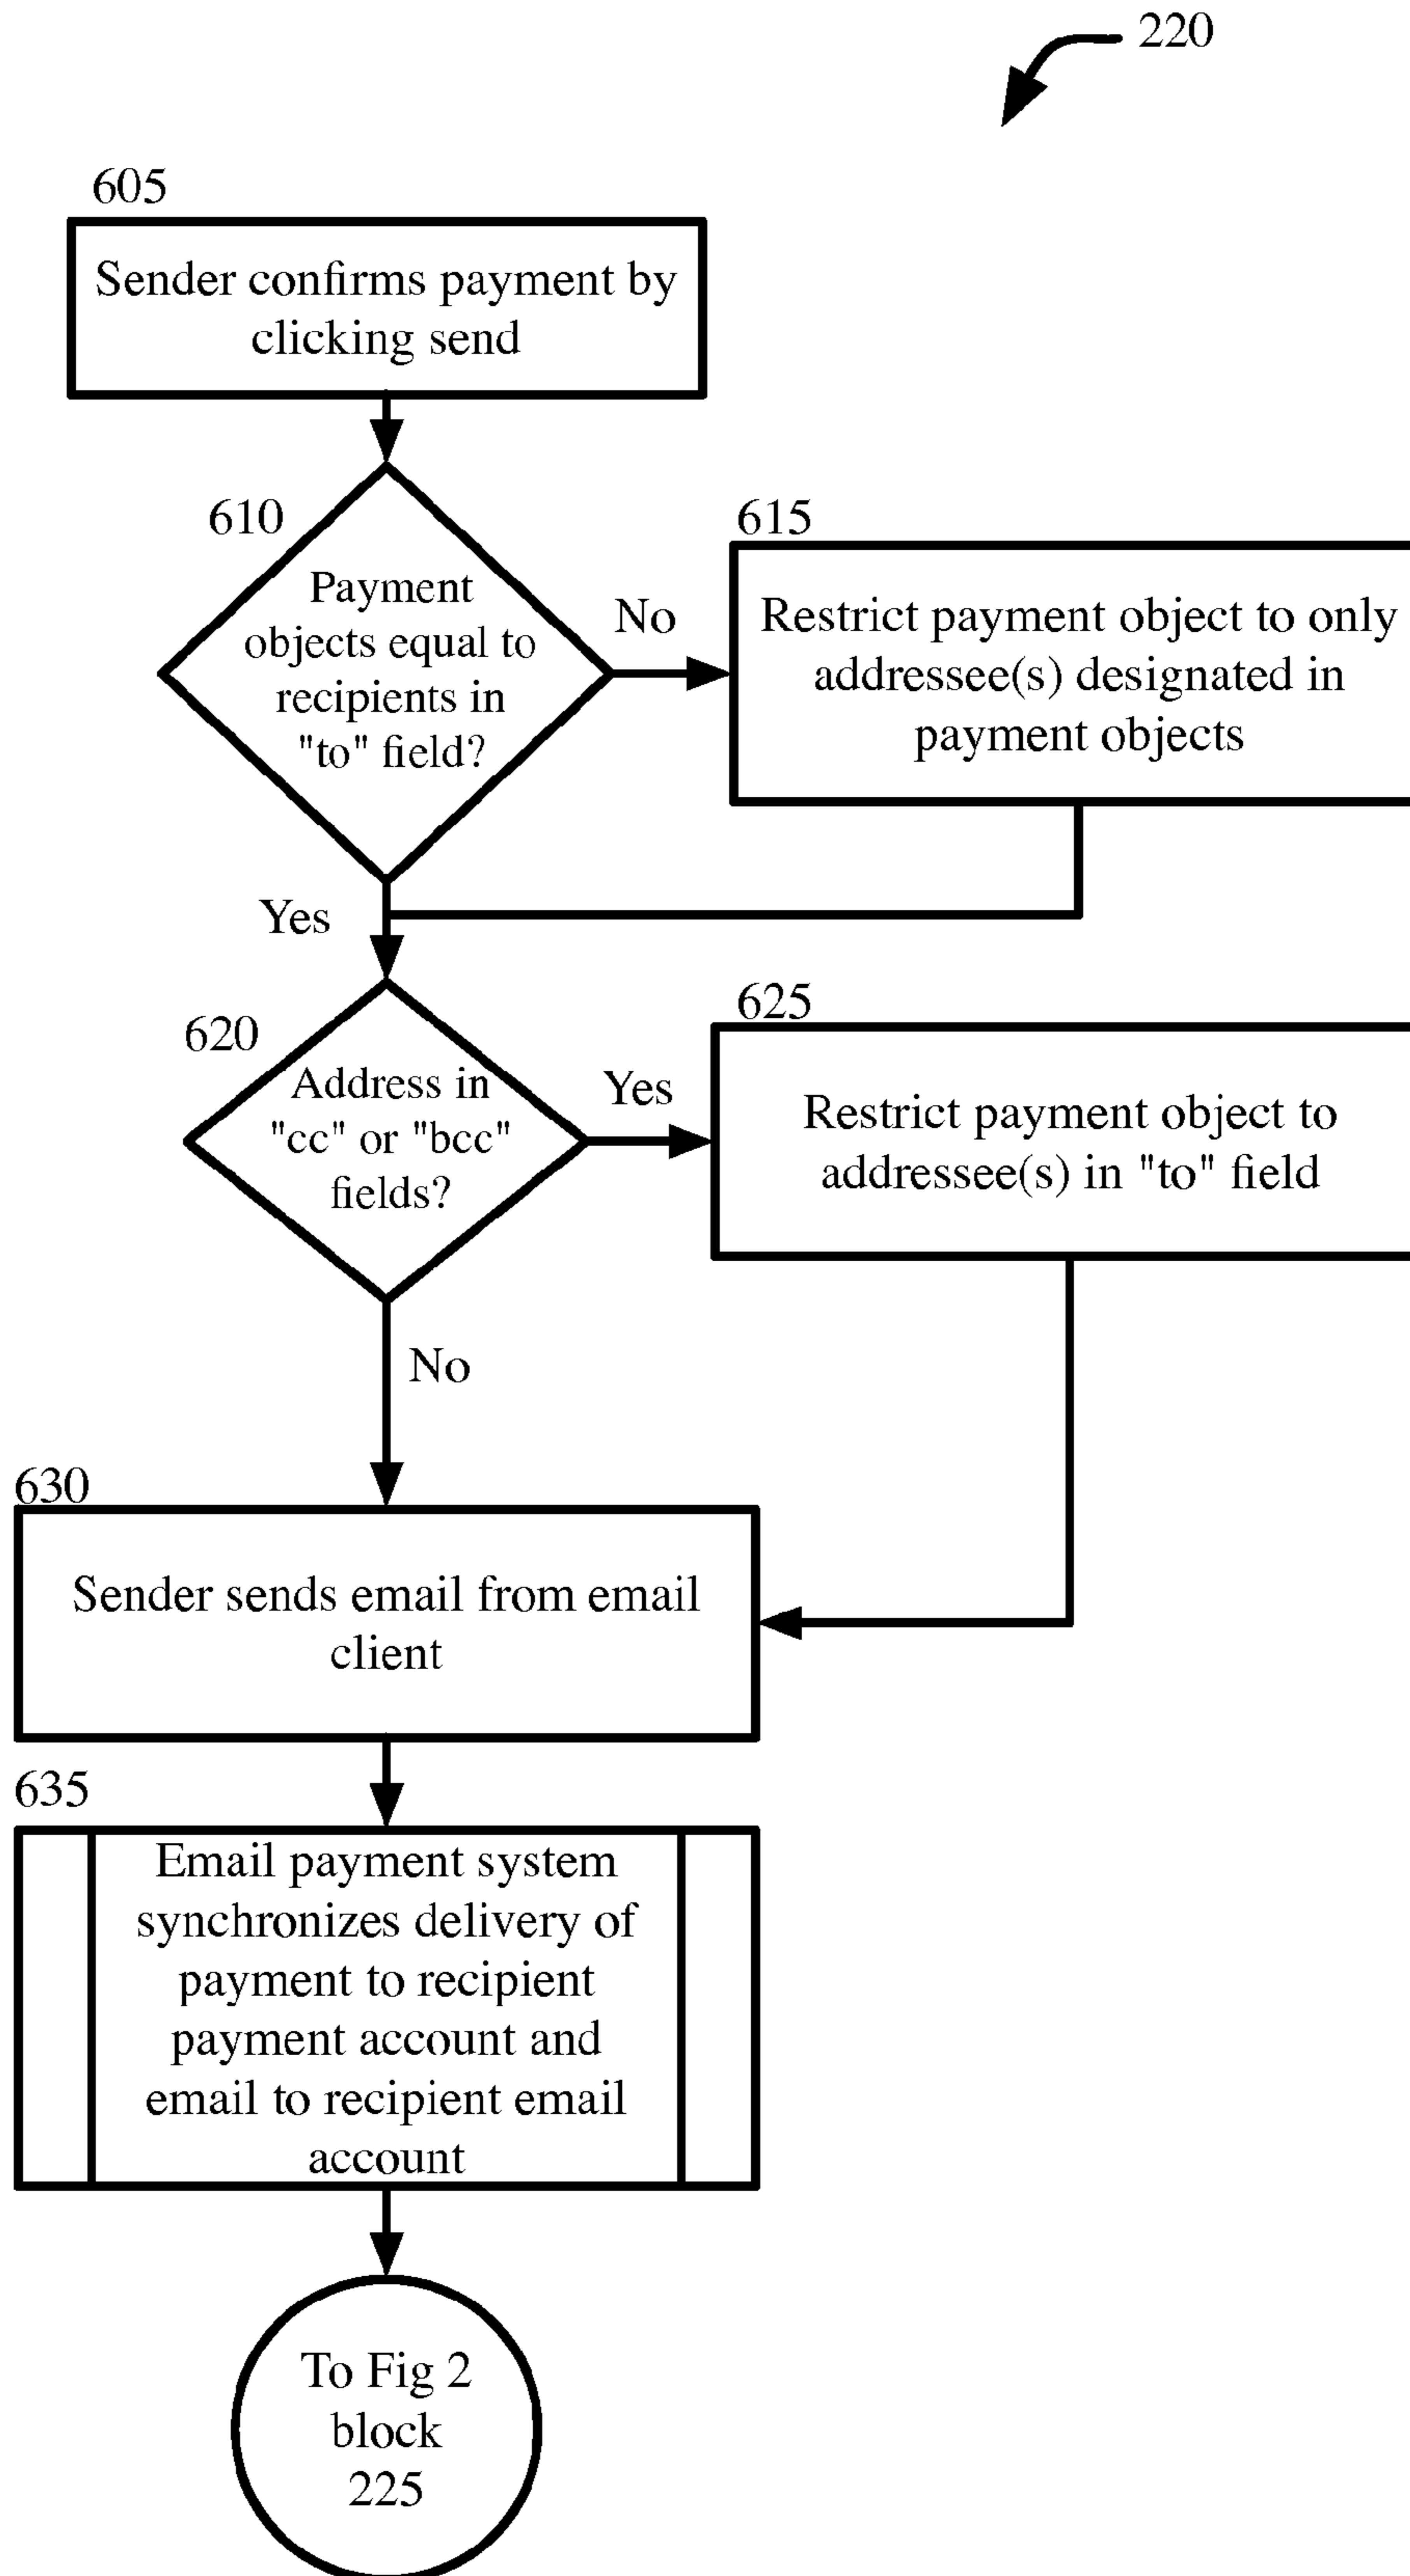 220
605
Sender confirms payment by
clicking send
610
Payment
objects equal to
recipients in
"to" field?
No
615
Restrict payment object to only
addressee(s) designated in
payment objects
Yes
620
Address in
"cc" or "bcc"
fields?
Yes
625
Restrict payment object to
addressee(s) in "to" field
No
630
Sender sends email from email
client
635
Email payment system
synchronizes delivery of
payment to recipient
payment account and
email to recipient email
account
To Fig 2
block
225